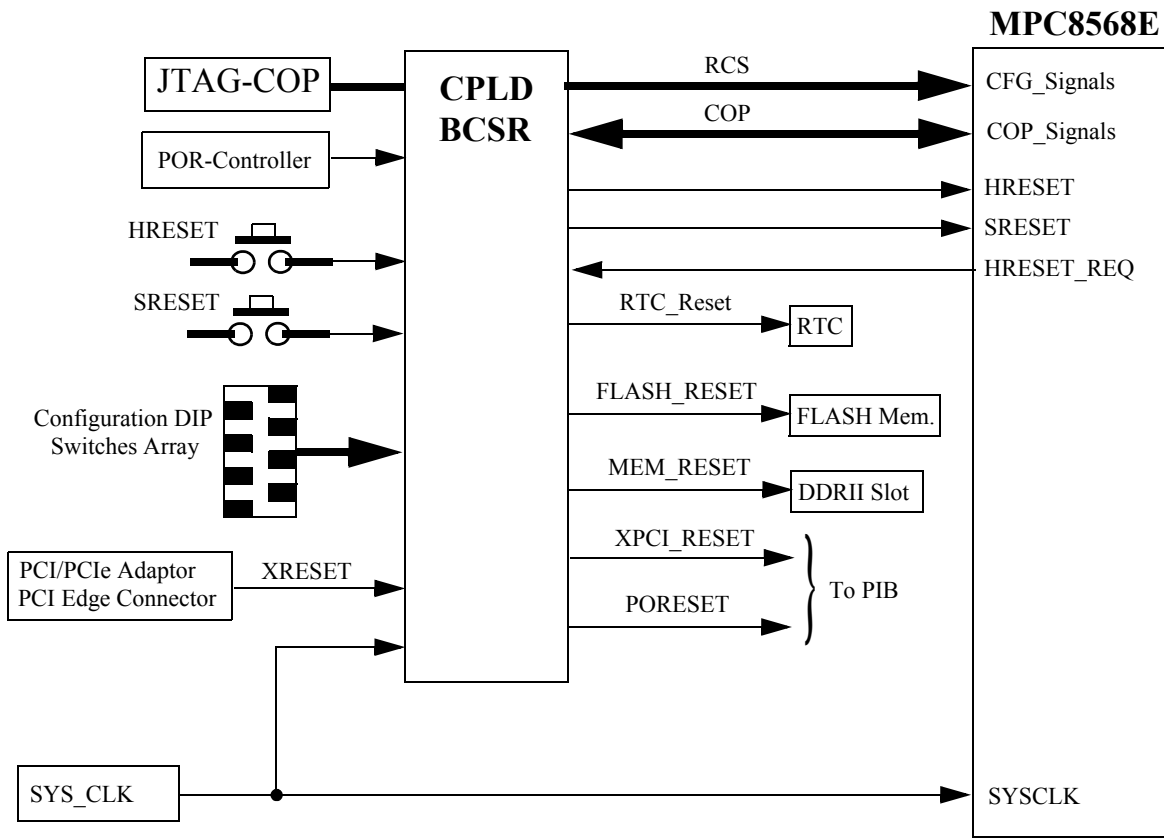 MPC8568E
JTAG-COP
CPLD
BCSR
RCS
CFG_Signals
COP
COP_Signals
POR-Controller
HRESET
SRESET
HRESET_REQ
HRESET
SRESET
RTC_Reset
RTC
Configuration DIP
Switches Array
FLASH_RESET
FLASH Mem.
MEM_RESET
DDRII Slot
XPCI_RESET
PORESET
To PIB
PCI/PCIe Adaptor
PCI Edge Connector
XRESET
SYS_CLK
SYSCLK